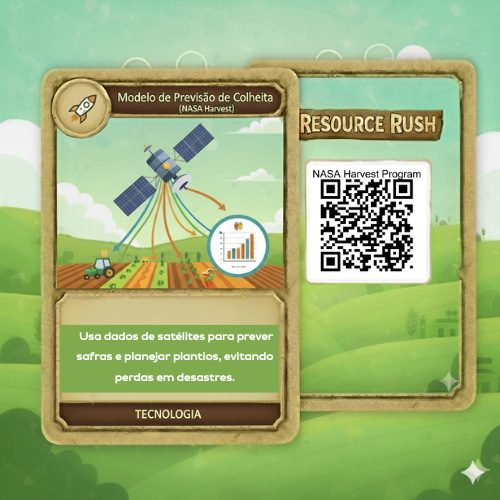 Modelo de Previsão de Colheita
(NASA Harvest)
Usa dados de satélites para prever
safras e planejar plantios, evitando
perdas em desastres.
TECNOLOGIA
RESOURCE RUSH
NASA Harvest Program